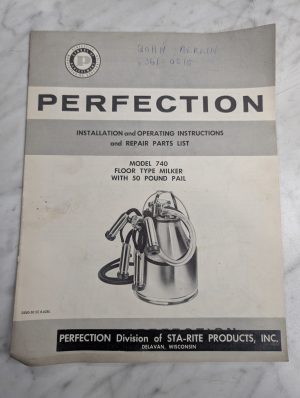 P
PERFECTION
INSTALLATION and OPERATING INSTRUCTIONS
and REPAIR PARTS LIST
MODEL 740
FLOOR TYPE MILKER
WITH 50 POUND PAIL
PERFECTION Division of STA-RITE PRODUCTS, INC.
DELAVAN, WISCONSIN